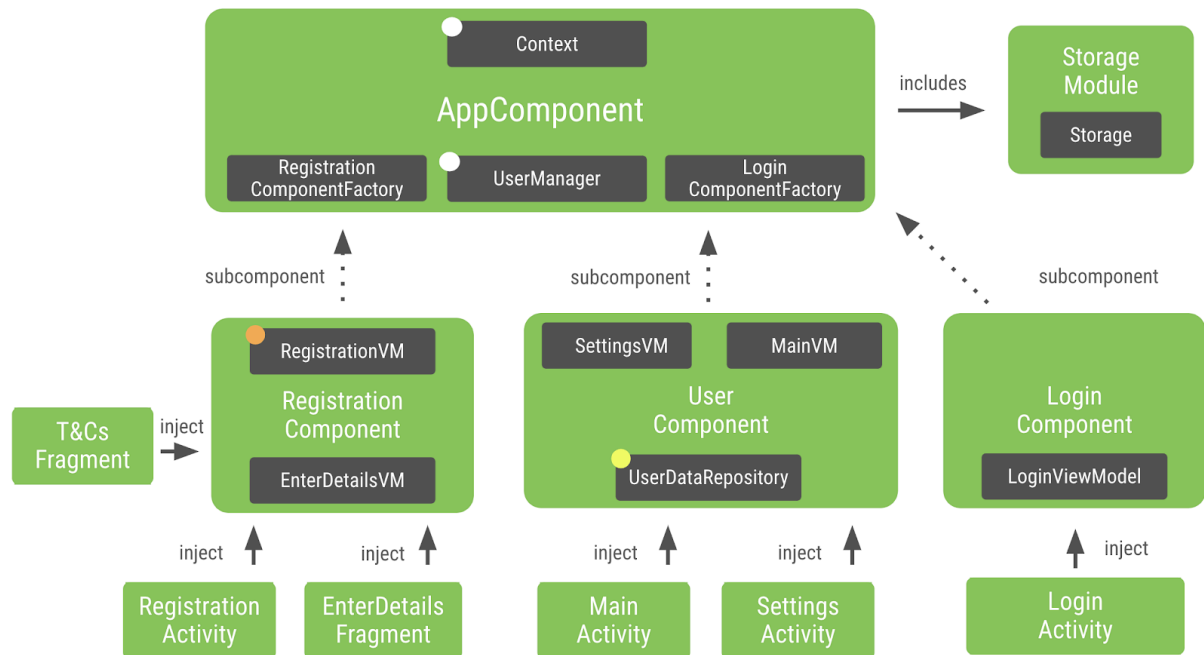 Context
AppComponent
Registration
ComponentFactory
UserManager
Login
ComponentFactory
includes
Storage
Module
Storage
subcomponent
subcomponent
subcomponent
RegistrationVM
Registration
Component
EnterDetailsVM
SettingsVM
MainVM
User
Component
UserDataRepository
Login
Component
LoginViewModel
T&Cs
Fragment
inject
inject
inject
inject
inject
inject
Registration
Activity
EnterDetails
Fragment
Main
Activity
Settings
Activity
Login
Activity